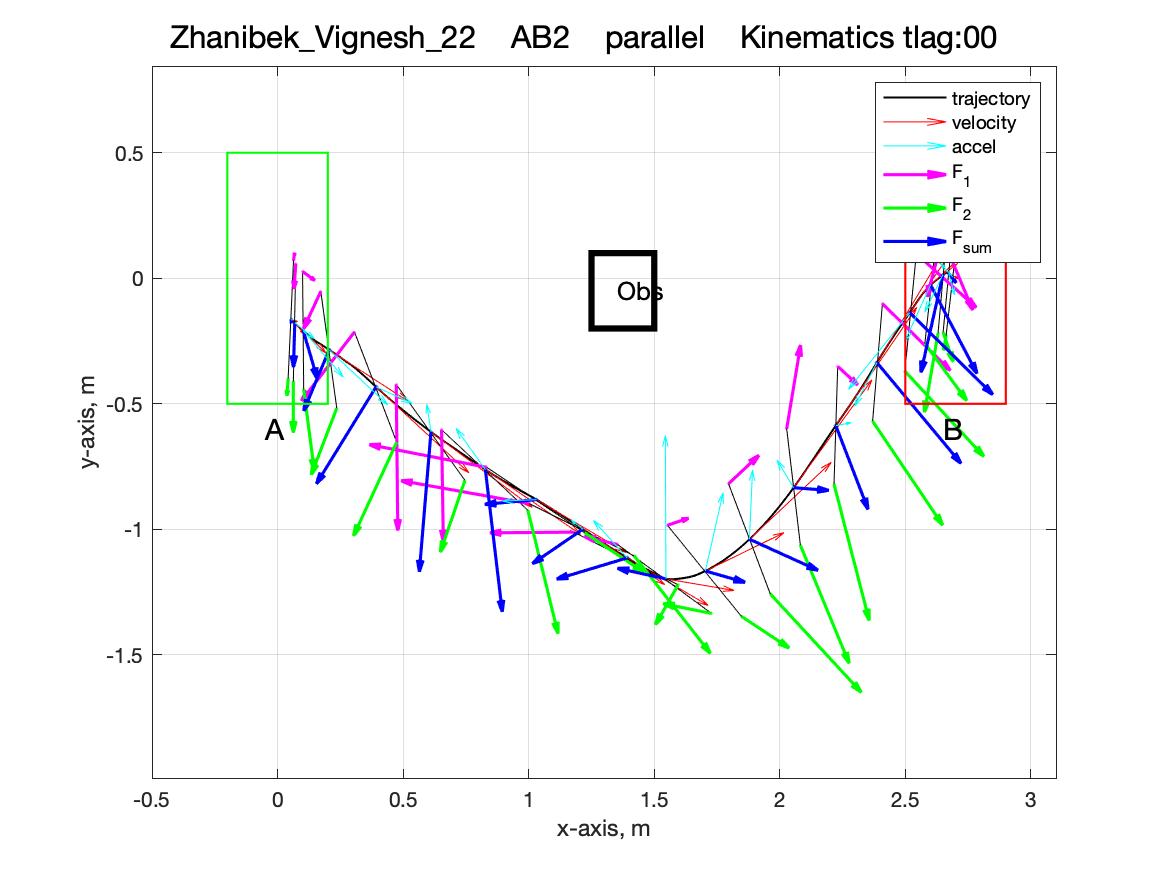 Zhanibek_Vignesh_22 AB2 parallel Kinematics tlag:00
trajectory
velocity
accel
F1
F2
Fsum
0.5
0
-0.5
-1
-1.5
y-axis, m
Obs
A
B
-0.5 0 0.5 1 1.5 2 2.5 3
x-axis, m